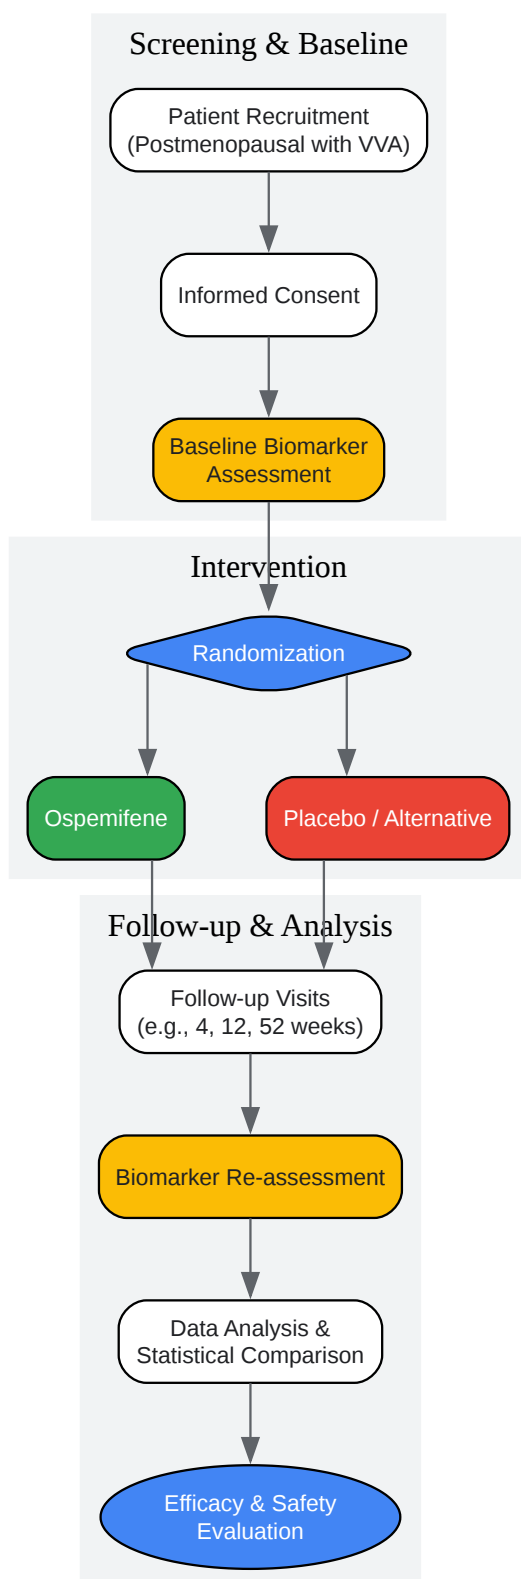 Screening & Baseline
Patient Recruitment
(Postmenopausal with VVA)
Informed Consent
Baseline Biomarker
Assessment
Intervention
Randomization
Ospemifene
Placebo / Alternative
Follow-up & Analysis
Follow-up Visits
(e.g., 4, 12, 52 weeks)
Biomarker Re-assessment
Data Analysis &
Statistical Comparison
Efficacy & Safety
Evaluation